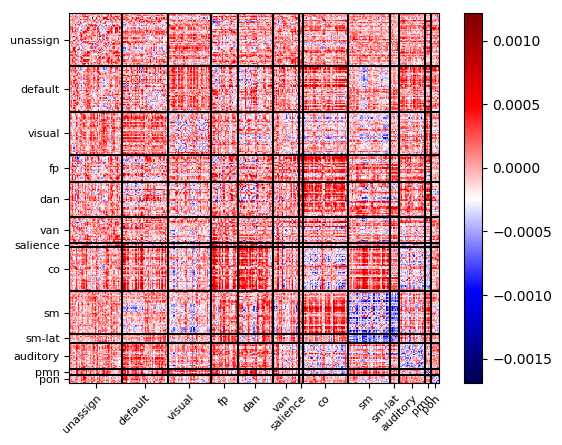 unassign
default
visual
fp
dan
van
salience
co
sm
sm-lat
auditory
pmn
pon
unassign
default
visual
fp
dan
van
salience
co
sm
sm-lat
auditory
pmn
pon
0.0010
0.0005
0.0000
−0.0005
−0.0010
−0.0015